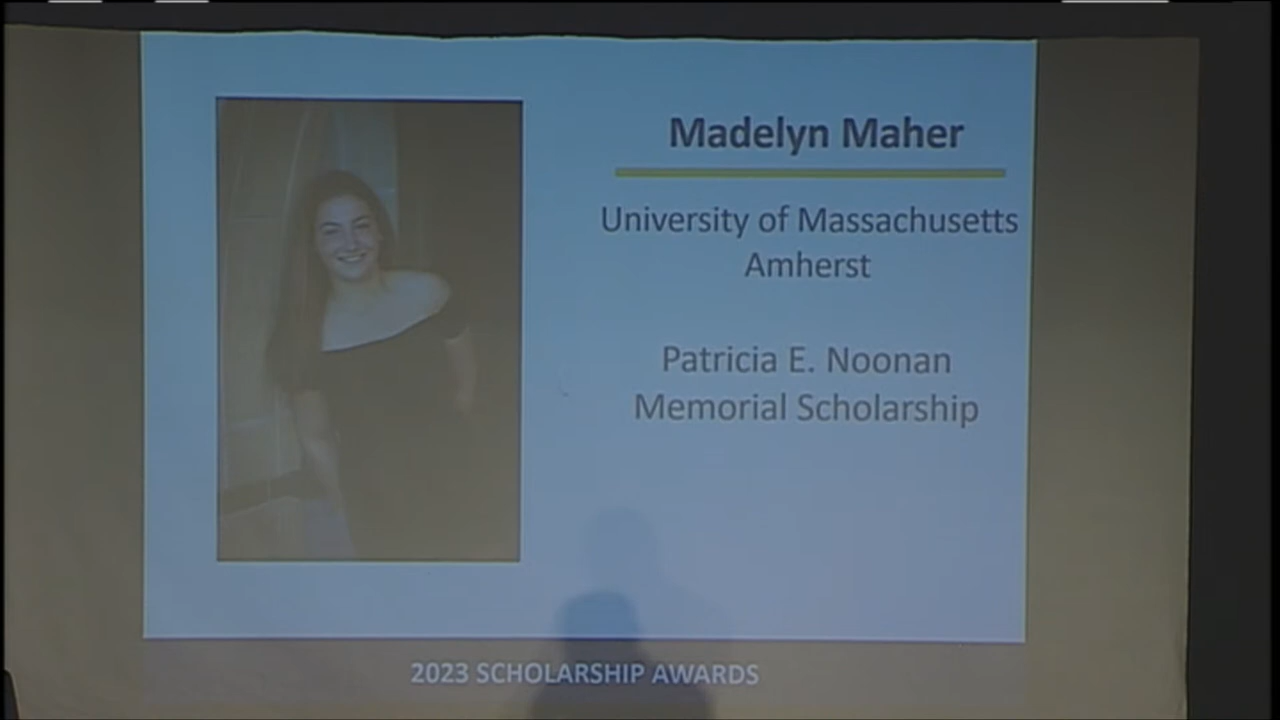 Madelyn Maher
University of Massachusetts
Amherst
Patricia E. Noonan
Memorial Scholarship
2023 SCHOLARSHIP AWARDS